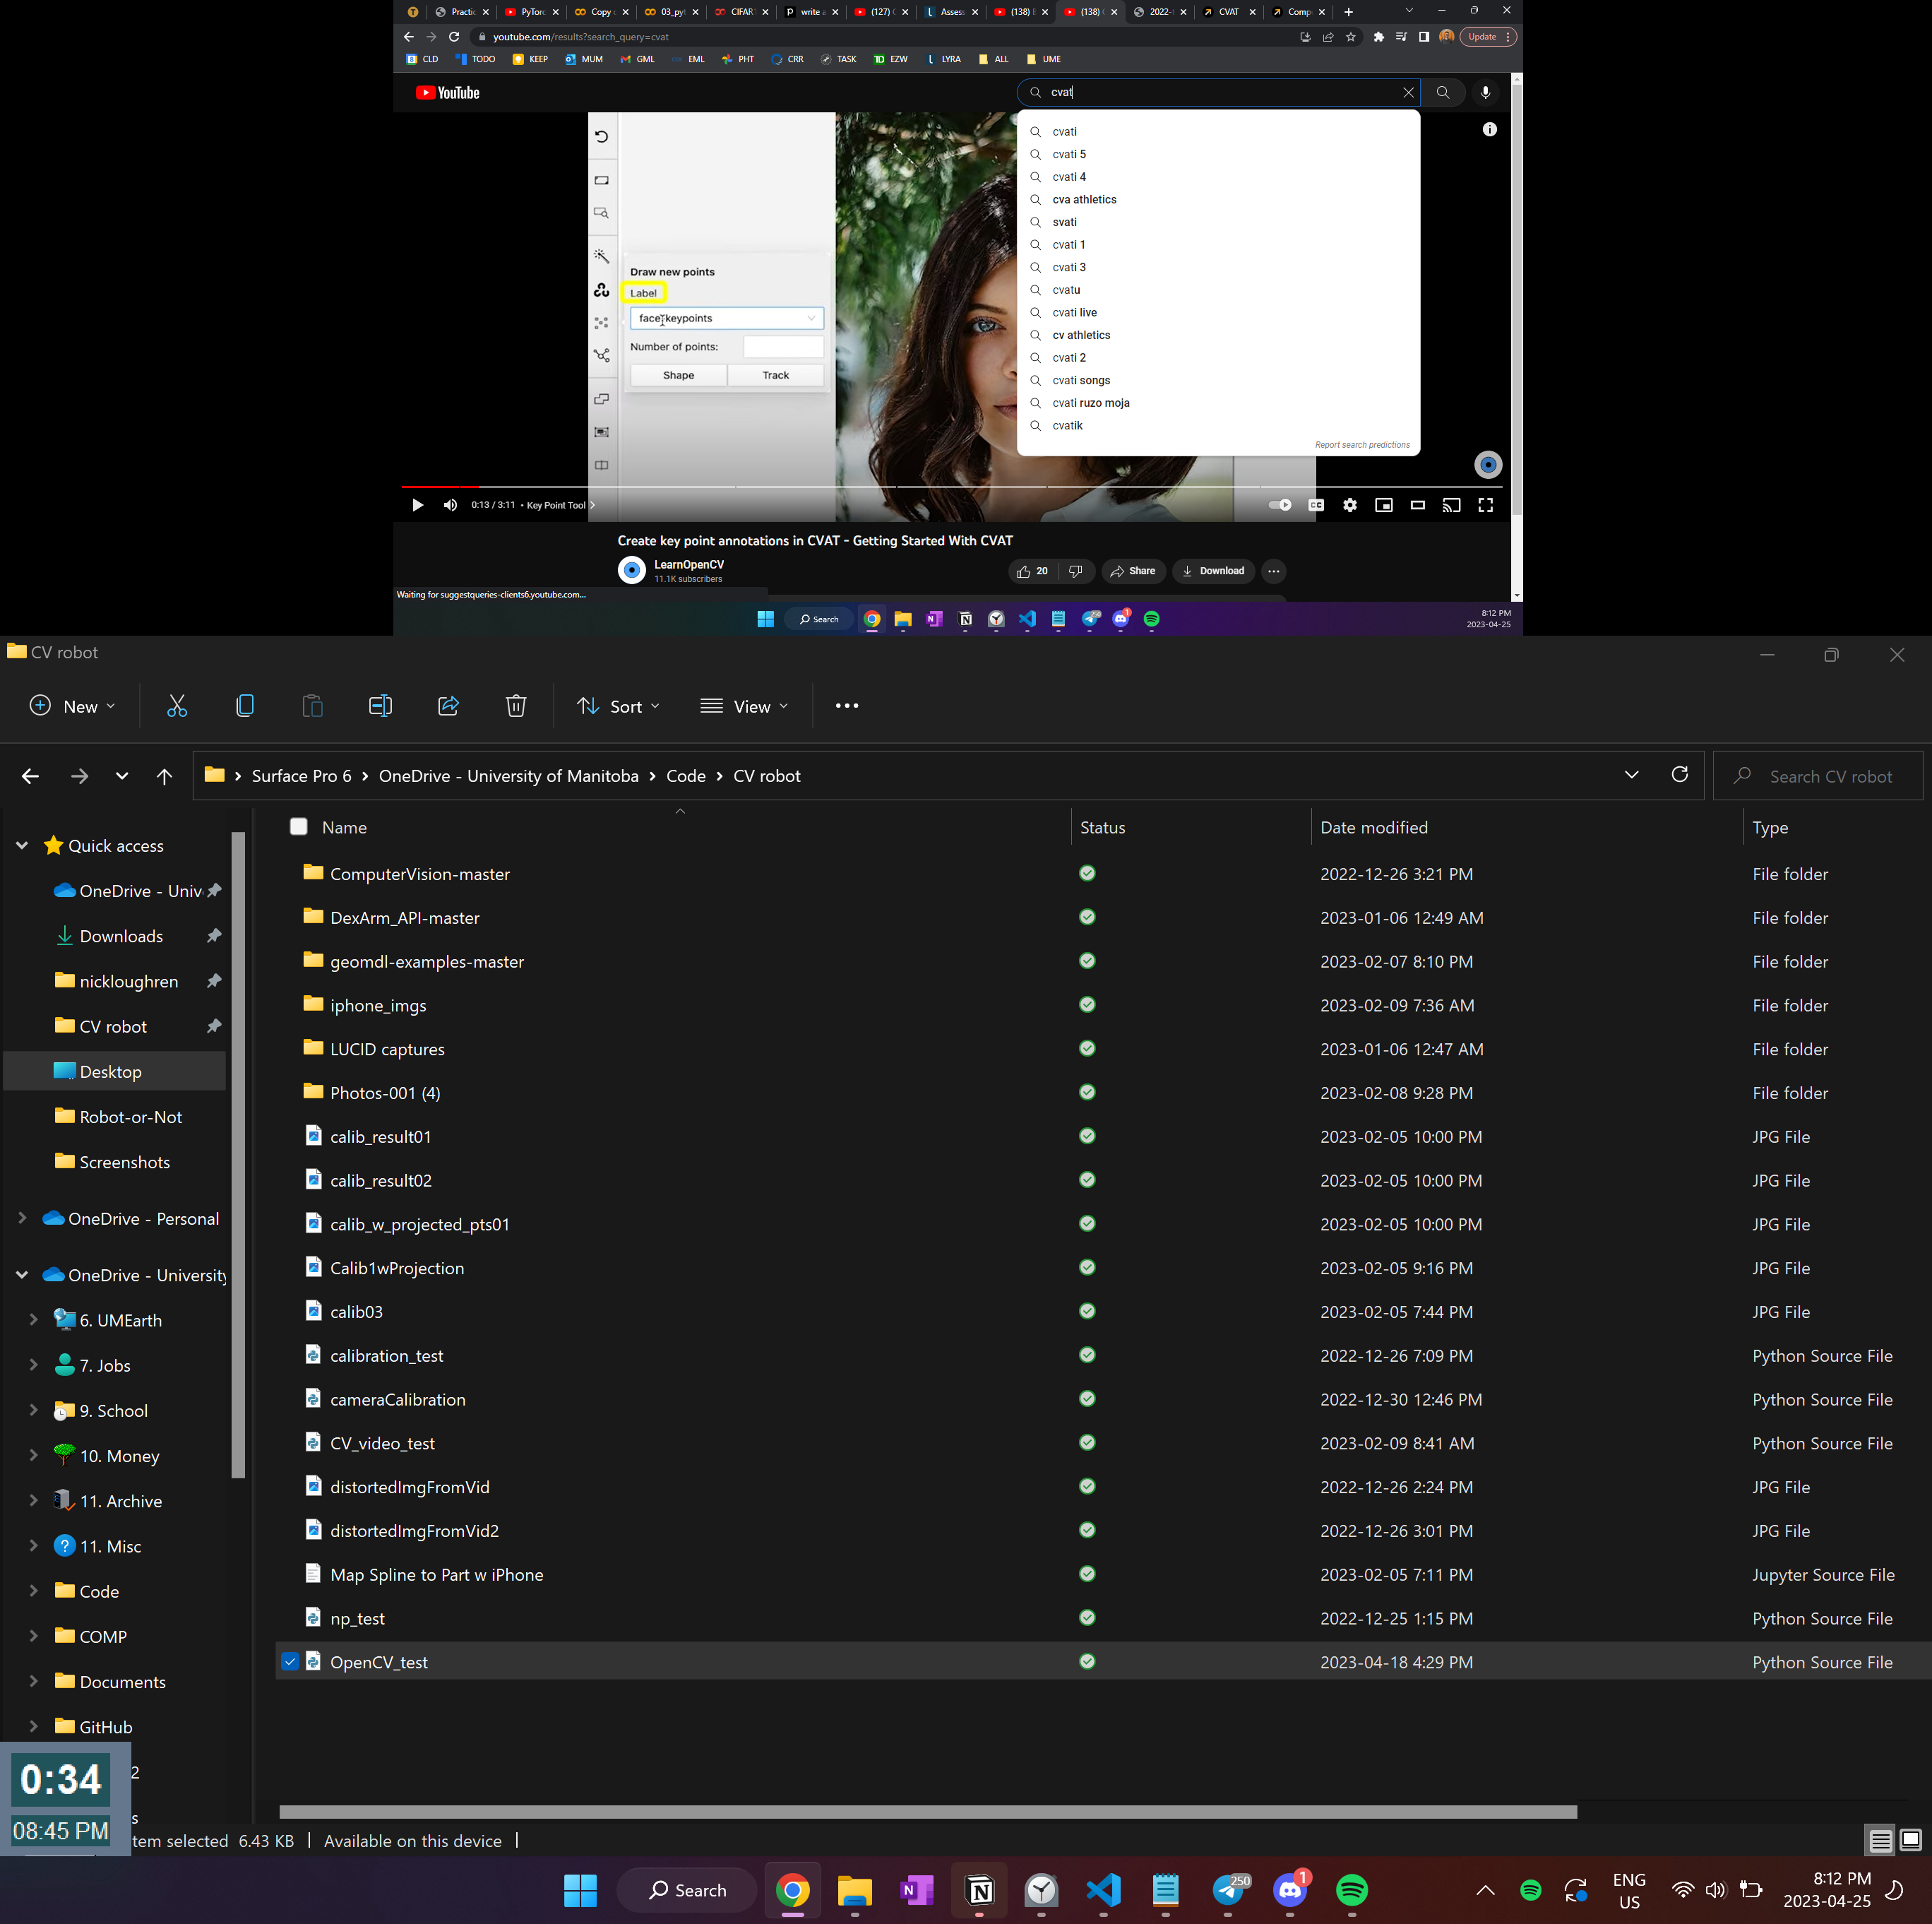 Practic
PyTorc
Copy c
03_pyt
CIFAR
write a
(127) (
Assess
(138) E
(138) (
2022-
CVAT
Comp
youtube.com/results?search_query=cvat
Update
CLD
TODO
KEEP
MUM
GML
EML
PHT
CRR
TASK
EZW
LYRA
ALL
UME
YouTube
cvat
cvati
cvati 5
cvati 4
cva athletics
svati
cvati 1
cvati 3
cvatu
cvati live
cv athletics
cvati 2
cvati songs
cvati ruzo moja
cvatik
Report search predictions
Draw new points
Label
face keypoints
Number of points:
Shape
Track
0:13 / 3:11 • Key Point Tool
Create key point annotations in CVAT - Getting Started With CVAT
LearnOpenCV
11.1K subscribers
20
Share
Download
Waiting for suggestqueries-clients6.youtube.com...
Search
8:12 PM
2023-04-25
CV robot
New
Sort
View
Surface Pro 6 > OneDrive - University of Manitoba > Code > CV robot
Search CV robot
Name Status Date modified Type
ComputerVision-master 2022-12-26 3:21 PM File folder
DexArm_API-master 2023-01-06 12:49 AM File folder
geomdl-examples-master 2023-02-07 8:10 PM File folder
iphone_imgs 2023-02-09 7:36 AM File folder
LUCID captures 2023-01-06 12:47 AM File folder
Photos-001 (4) 2023-02-08 9:28 PM File folder
calib_result01 2023-02-05 10:00 PM JPG File
calib_result02 2023-02-05 10:00 PM JPG File
calib_w_projected_pts01 2023-02-05 10:00 PM JPG File
Calib1wProjection 2023-02-05 9:16 PM JPG File
calib03 2023-02-05 7:44 PM JPG File
calibration_test 2022-12-26 7:09 PM Python Source File
cameraCalibration 2022-12-30 12:46 PM Python Source File
CV_video_test 2023-02-09 8:41 AM Python Source File
distortedImgFromVid 2022-12-26 2:24 PM JPG File
distortedImgFromVid2 2022-12-26 3:01 PM JPG File
Map Spline to Part w iPhone 2023-02-05 7:11 PM Jupyter Source File
np_test 2022-12-25 1:15 PM Python Source File
OpenCV_test 2023-04-18 4:29 PM Python Source File
Quick access
OneDrive - Univ
Downloads
nickloughren
CV robot
Desktop
Robot-or-Not
Screenshots
OneDrive - Personal
OneDrive - University
6. UMEarth
7. Jobs
9. School
10. Money
11. Archive
11. Misc
Code
COMP
Documents
GitHub
2
s
0:34
08:45 PM
tem selected 6.43 KB
Available on this device
Search
250
1
ENG
US
8:12 PM
2023-04-25